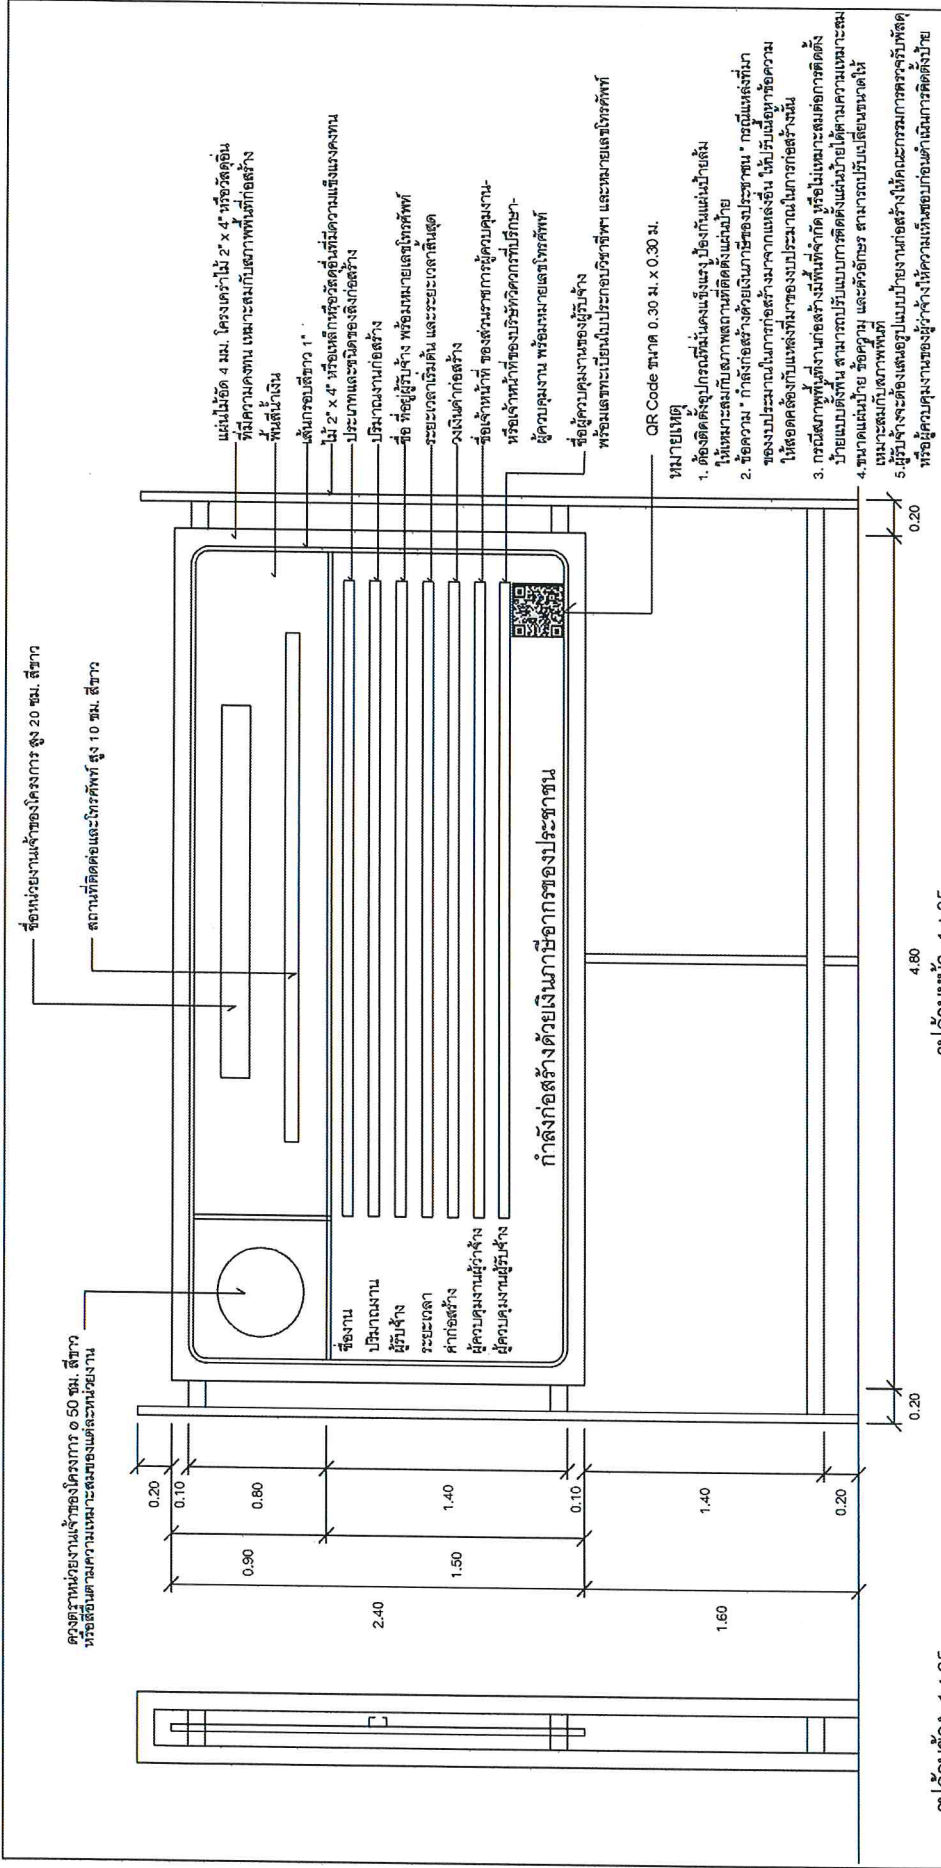 ดวงตราหน่วยงานเจ้าของโครงการ ø 50 ซม. สีขาว
หรือสีอื่นตามความเหมาะสมของแต่ละหน่วยงาน
ชื่อหน่วยงานเจ้าของโครงการ สูง 20 ซม. สีขาว
สถานที่ติดต่อและโทรศัพท์ สูง 10 ซม. สีขาว
แผ่นไม้อัด 4 มม. โครงเคร่าไม้ 2" x 4" หรือวัสดุอื่น
ที่มีความคงทน เหมาะสมกับสภาพพื้นที่ก่อสร้าง
พื้นสีน้ำเงิน
เส้นกรอบสีขาว 1"
ไม้ 2" x 4" หรือเหล็กหรือวัสดุอื่นที่มีความแข็งแรงคงทน
ประเภทและชนิดของสิ่งก่อสร้าง
ปริมาณงานก่อสร้าง
ชื่อ ที่อยู่ผู้รับจ้าง พร้อมหมายเลขโทรศัพท์
ระยะเวลาเริ่มต้น และระยะเวลาสิ้นสุด
วงเงินค่าก่อสร้าง
ชื่อเจ้าหน้าที่ ของส่วนราชการผู้ควบคุมงาน-
หรือเจ้าหน้าที่ของบริษัทวิศวกรที่ปรึกษา-
ผู้ควบคุมงาน พร้อมหมายเลขโทรศัพท์
ชื่อผู้ควบคุมงานของผู้รับจ้าง
พร้อมเลขทะเบียนใบประกอบวิชาชีพฯ และหมายเลขโทรศัพท์
QR Code ขนาด 0.30 ม. x 0.30 ม.
ชื่องาน
ปริมาณงาน
ผู้รับจ้าง
ระยะเวลา
ค่าก่อสร้าง
ผู้ควบคุมงานผู้ว่าจ้าง
ผู้ควบคุมงานผู้รับจ้าง
กำลังก่อสร้างด้วยเงินภาษีอากรของประชาชน
หมายเหตุ
1. ต้องติดตั้งอุปกรณ์ที่มั่นคงแข็งแรง ป้องกันแผ่นป้ายล้ม
ให้เหมาะสมกับสภาพสถานที่ติดตั้งแผ่นป้าย
2. ข้อความ " กำลังก่อสร้างด้วยเงินภาษีของประชาชน " กรณีแหล่งที่มา
ของงบประมาณในการก่อสร้างมาจากแหล่งอื่น ให้ปรับเนื้อหาข้อความ
ให้สอดคล้องกับแหล่งที่มาของงบประมาณในการก่อสร้างนั้น
3. กรณีสภาพพื้นที่งานก่อสร้างมีพื้นที่จำกัด หรือไม่เหมาะสมต่อการติดตั้ง
ป้ายแบบตั้งพื้น สามารถปรับแบบการติดตั้งแผ่นป้ายได้ตามความเหมาะสม
4.ขนาดแผ่นป้าย ข้อความ และตัวอักษร สามารถปรับเปลี่ยนขนาดให้
เหมาะสมกับสภาพพื้นที่
5.ผู้รับจ้างจะต้องเสนอรูปแบบป้ายงานก่อสร้างให้คณะกรรมการตรวจรับพัสดุ
หรือผู้ควบคุมงานของผู้ว่าจ้างให้ความเห็นชอบก่อนดำเนินการติดตั้งป้าย
0.20
0.10
0.80
1.40
0.10
1.40
0.20
0.90
1.50
2.40
1.60
0.20
4.80
0.20